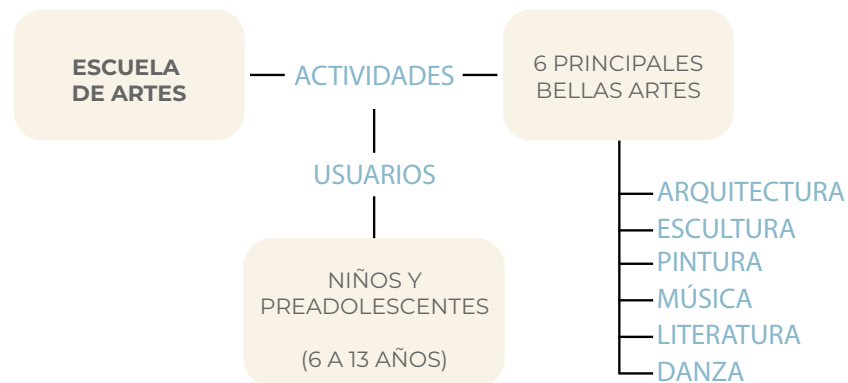 ESCUELA
DE ARTES
ACTIVIDADES
6 PRINCIPALES
BELLAS ARTES
USUARIOS
NIÑOS Y
PREADOLESCENTES
(6 A 13 AÑOS)
ARQUITECTURA
ESCULTURA
PINTURA
MÚSICA
LITERATURA
DANZA